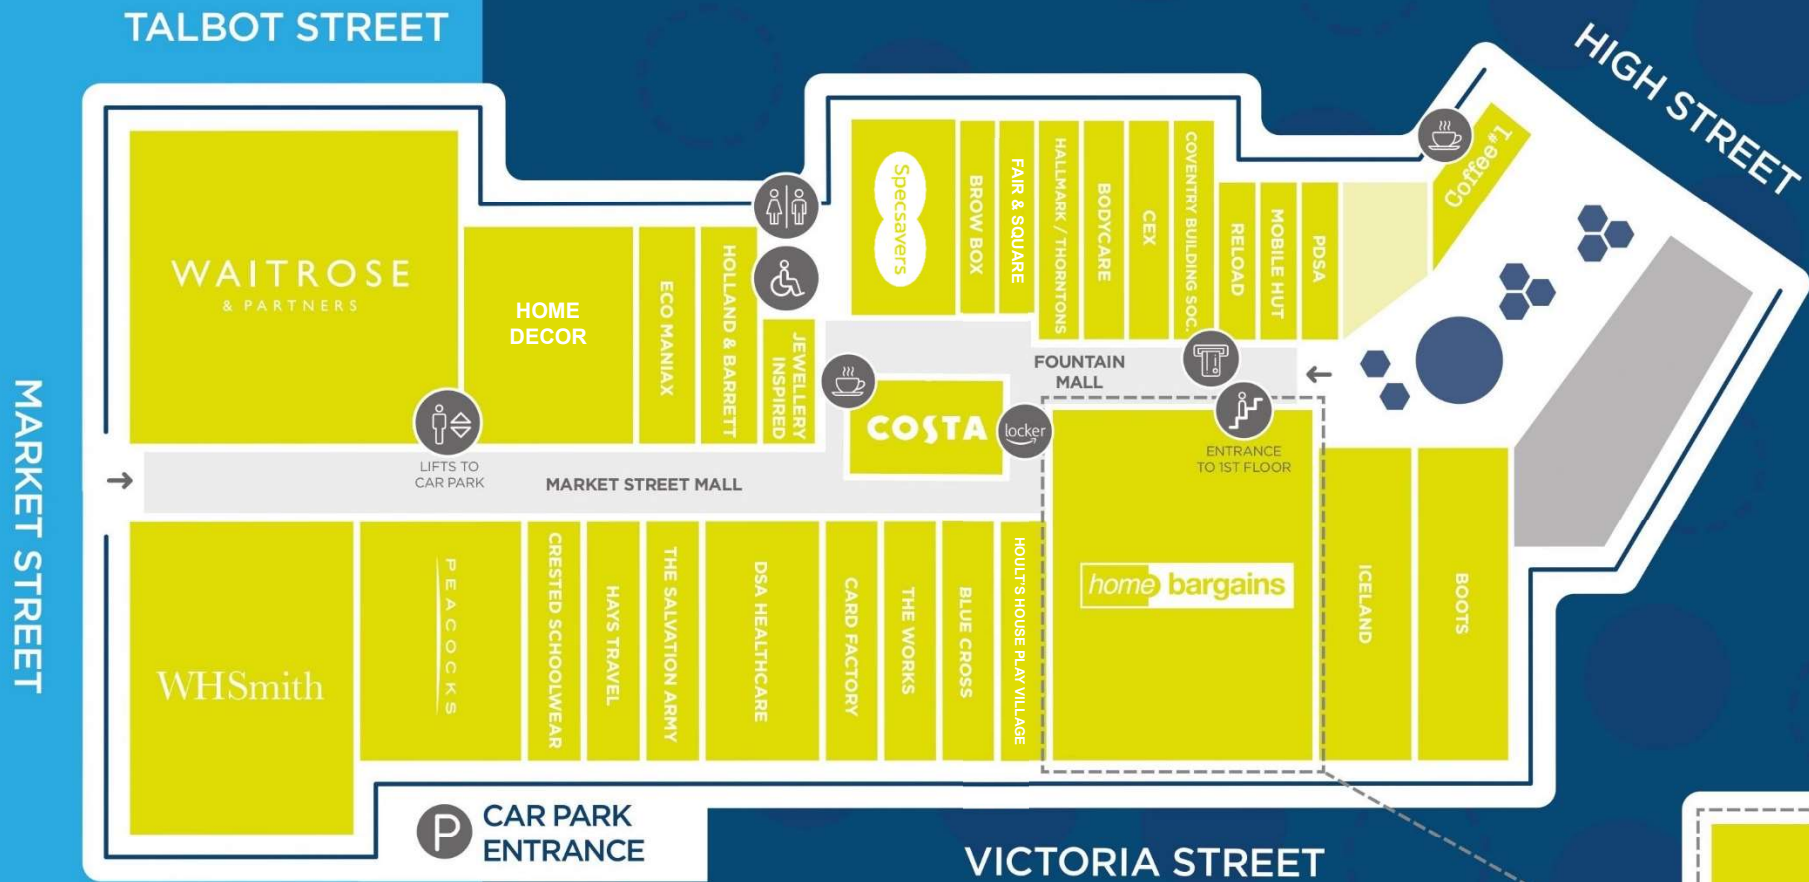 TALBOT STREET
HIGH STREET
MARKET STREET
WAITROSE
& PARTNERS
HOME
DECOR
ECO MANIAX
HOLLAND & BARRETT
JEWELLERY
INSPIRED
Specsavers
BROW BOX
FAIR & SQUARE
HALLMARK / THORNTONS
BODYCARE
CEX
COVENTRY BUILDING SOC.
RELOAD
MOBILE HUT
PDSA
Coffee#1
FOUNTAIN
MALL
COSTA
locker
ENTRANCE
TO 1ST FLOOR
LIFTS TO
CAR PARK
MARKET STREET MALL
WHSmith
PEACOCKS
CRESTED SCHOOLWEAR
HAYS TRAVEL
THE SALVATION ARMY
DSA HEALTHCARE
CARD FACTORY
THE WORKS
BLUE CROSS
HOULT'S HOUSE PLAY VILLAGE
home bargains
ICELAND
BOOTS
P
CAR PARK
ENTRANCE
VICTORIA STREET